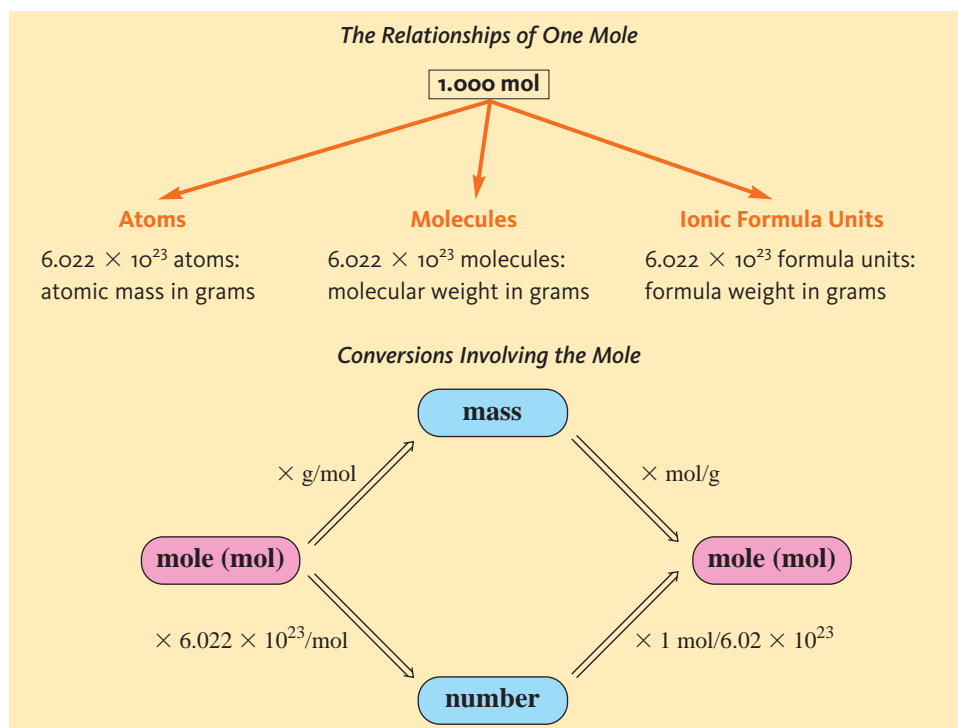 The Relationships of One Mole
1.000 mol
Atoms
6.022 × 10²³ atoms:
atomic mass in grams
Molecules
6.022 × 10²³ molecules:
molecular weight in grams
Ionic Formula Units
6.022 × 10²³ formula units:
formula weight in grams
Conversions Involving the Mole
mass
× g/mol
× mol/g
mole (mol)
mole (mol)
× 6.022 × 10²³/mol
× 1 mol/6.02 × 10²³
number